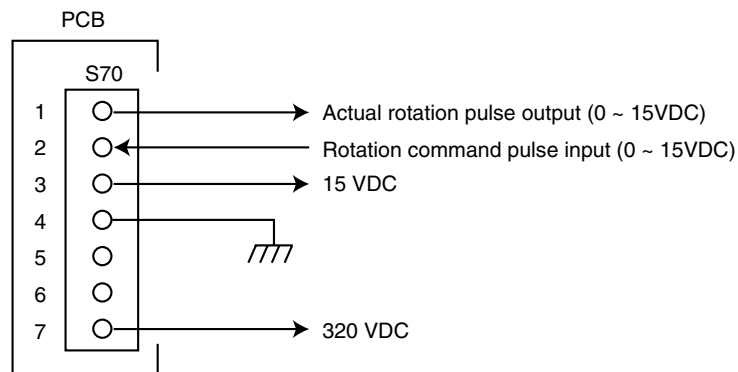 PCB
S70
1 Actual rotation pulse output (0 ~ 15VDC)
2 Rotation command pulse input (0 ~ 15VDC)
3 15 VDC
4
5
6
7 320 VDC